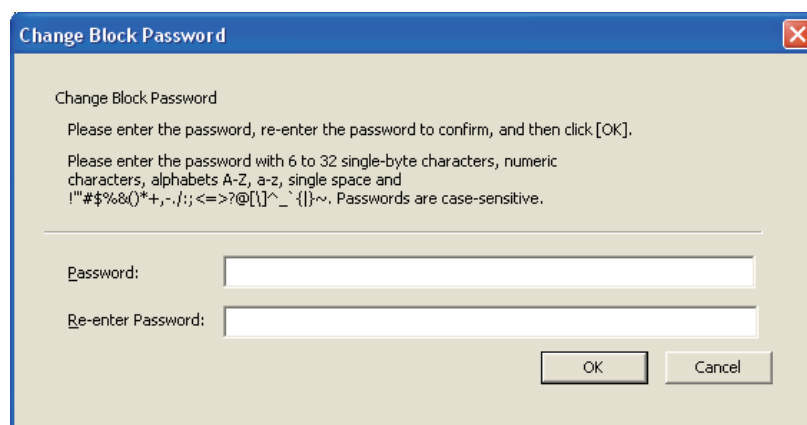 Change Block Password
Change Block Password
Please enter the password, re-enter the password to confirm, and then click [OK].
Please enter the password with 6 to 32 single-byte characters, numeric
characters, alphabets A-Z, a-z, single space and
!"'#$%&()*+,-./:;<=>?@[\]^_`{|}~. Passwords are case-sensitive.
Password:
Re-enter Password:
OK Cancel